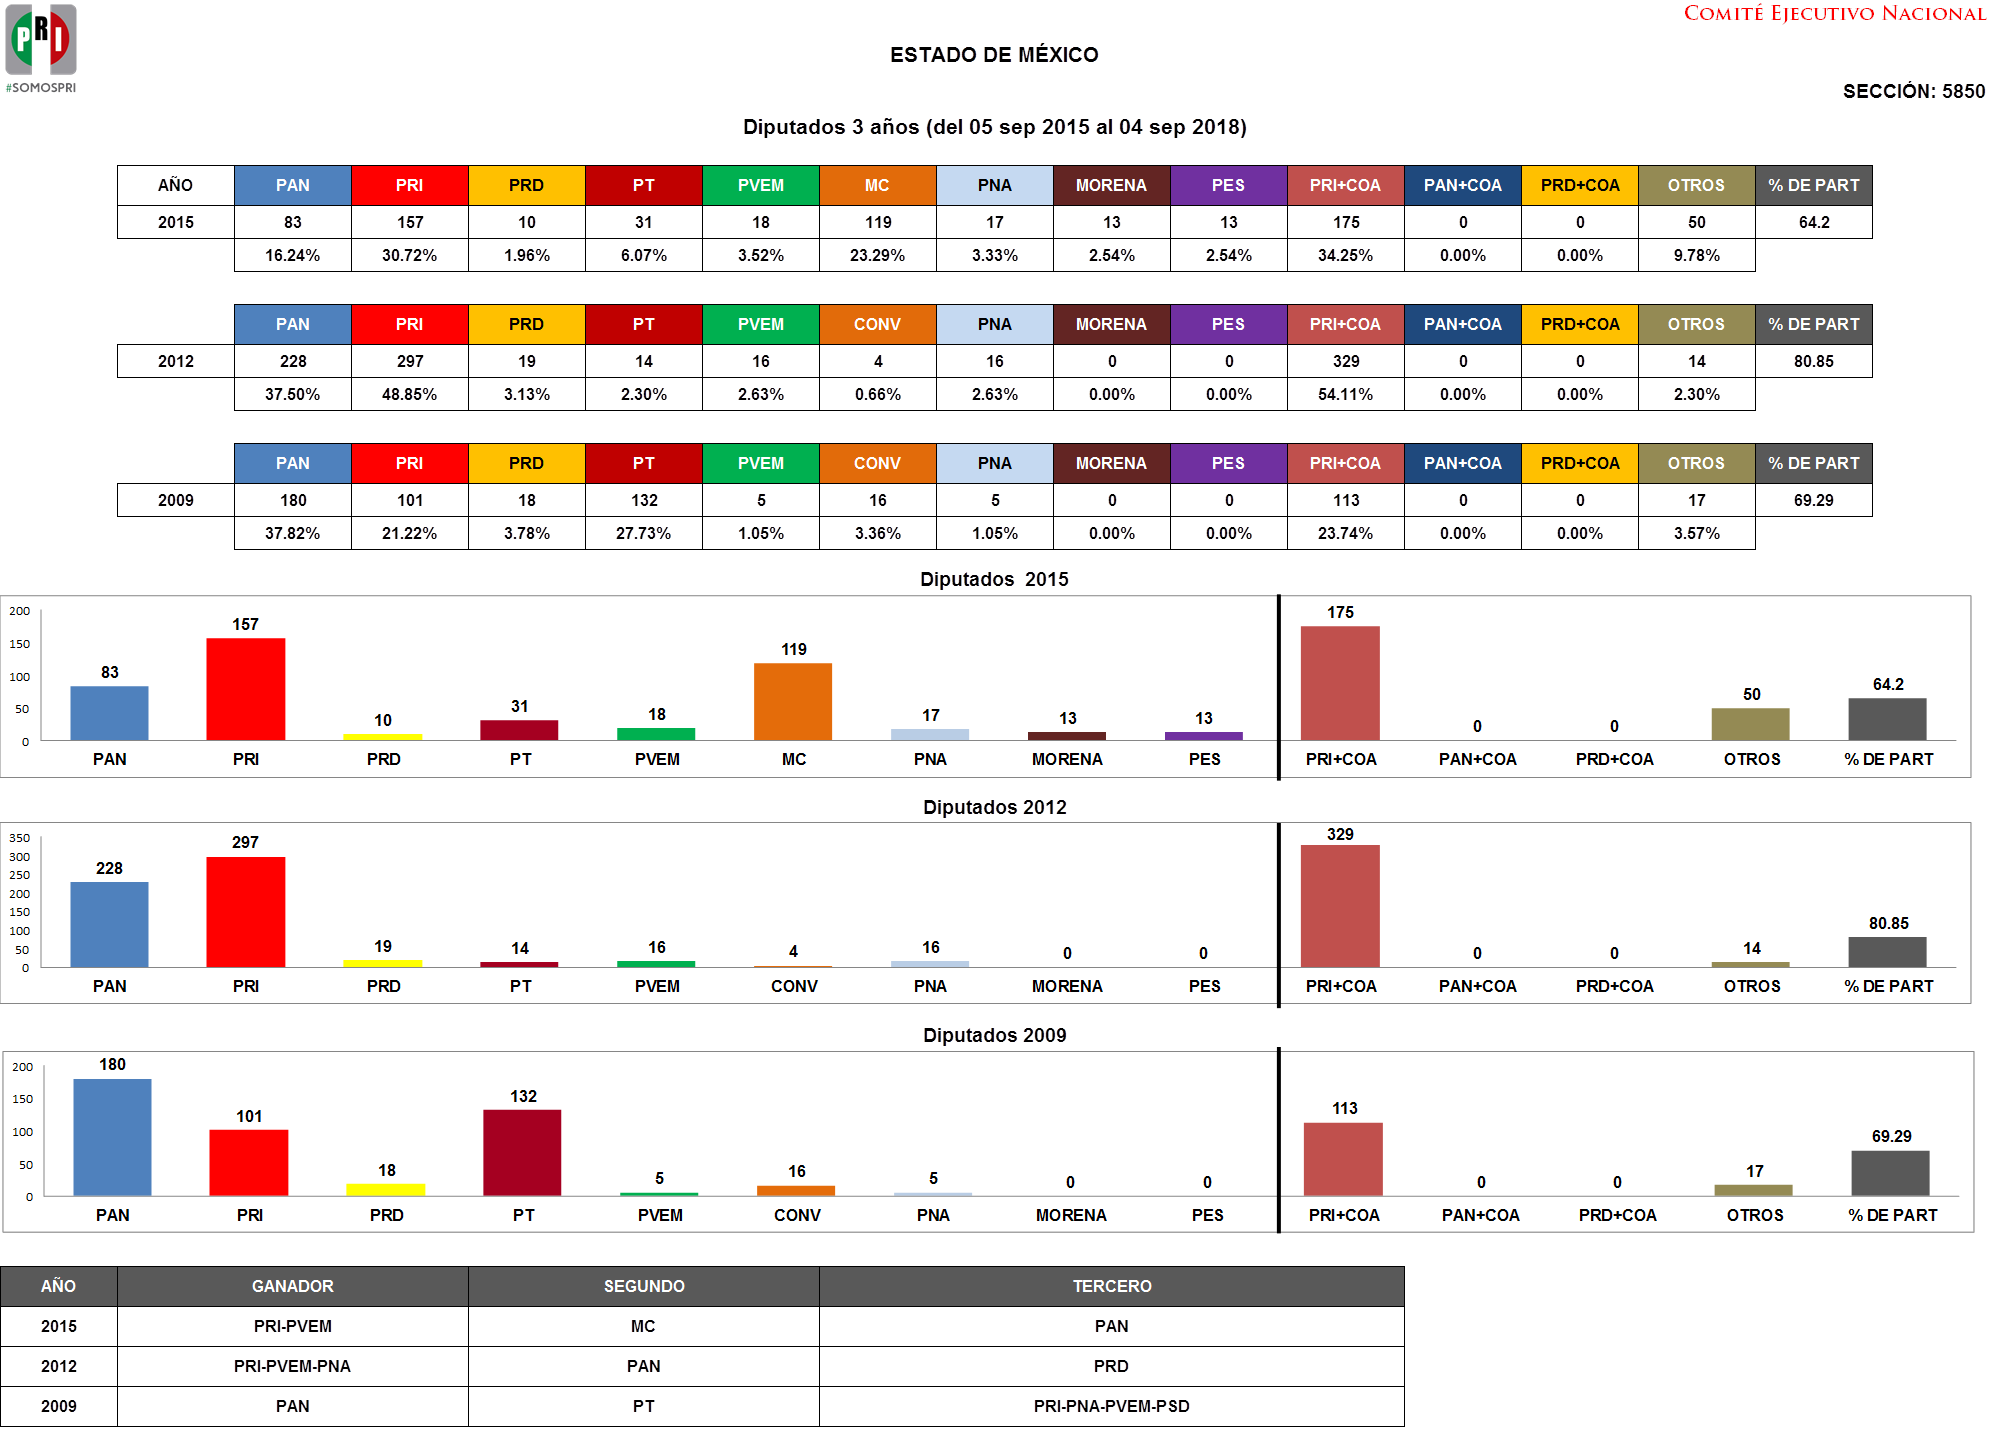 PRI
#SOMOSPRI
COMITÉ EJECUTIVO NACIONAL
ESTADO DE MÉXICO
SECCIÓN: 5850
Diputados 3 años (del 05 sep 2015 al 04 sep 2018)
AÑO PAN PRI PRD PT PVEM MC PNA MORENA PES PRI+COA PAN+COA PRD+COA OTROS % DE PART
2015 83 157 10 31 18 119 17 13 13 175 0 0 50 64.2
16.24% 30.72% 1.96% 6.07% 3.52% 23.29% 3.33% 2.54% 2.54% 34.25% 0.00% 0.00% 9.78%
PAN PRI PRD PT PVEM CONV PNA MORENA PES PRI+COA PAN+COA PRD+COA OTROS % DE PART
2012 228 297 19 14 16 4 16 0 0 329 0 0 14 80.85
37.50% 48.85% 3.13% 2.30% 2.63% 0.66% 2.63% 0.00% 0.00% 54.11% 0.00% 0.00% 2.30%
PAN PRI PRD PT PVEM CONV PNA MORENA PES PRI+COA PAN+COA PRD+COA OTROS % DE PART
2009 180 101 18 132 5 16 5 0 0 113 0 0 17 69.29
37.82% 21.22% 3.78% 27.73% 1.05% 3.36% 1.05% 0.00% 0.00% 23.74% 0.00% 0.00% 3.57%
Diputados 2015
200
150
100
50
0
83 157 10 31 18 119 17 13 13 175 0 0 50 64.2
PAN PRI PRD PT PVEM MC PNA MORENA PES PRI+COA PAN+COA PRD+COA OTROS % DE PART
Diputados 2012
350
300
250
200
150
100
50
0
228 297 19 14 16 4 16 0 0 329 0 0 14 80.85
PAN PRI PRD PT PVEM CONV PNA MORENA PES PRI+COA PAN+COA PRD+COA OTROS % DE PART
Diputados 2009
200
150
100
50
0
180 101 18 132 5 16 5 0 0 113 0 0 17 69.29
PAN PRI PRD PT PVEM CONV PNA MORENA PES PRI+COA PAN+COA PRD+COA OTROS % DE PART
AÑO GANADOR SEGUNDO TERCERO
2015 PRI-PVEM MC PAN
2012 PRI-PVEM-PNA PAN PRD
2009 PAN PT PRI-PNA-PVEM-PSD